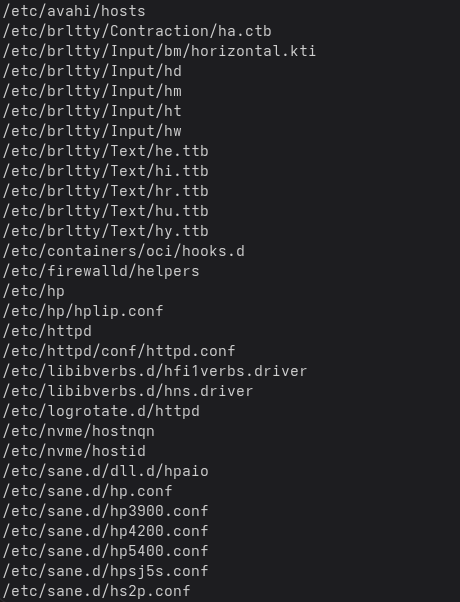 /etc/avahi/hosts
/etc/brltty/Contraction/ha.ctb
/etc/brltty/Input/bm/horizontal.kti
/etc/brltty/Input/hd
/etc/brltty/Input/hm
/etc/brltty/Input/ht
/etc/brltty/Input/hw
/etc/brltty/Text/he.ttb
/etc/brltty/Text/hi.ttb
/etc/brltty/Text/hr.ttb
/etc/brltty/Text/hu.ttb
/etc/brltty/Text/hy.ttb
/etc/containers/oci/hooks.d
/etc/firewalld/helpers
/etc/hp
/etc/hp/hplip.conf
/etc/httpd
/etc/httpd/conf/httpd.conf
/etc/libibverbs.d/hfi1verbs.driver
/etc/libibverbs.d/hns.driver
/etc/logrotate.d/httpd
/etc/nvme/hostnqn
/etc/nvme/hostid
/etc/sane.d/dll.d/hpaio
/etc/sane.d/hp.conf
/etc/sane.d/hp3900.conf
/etc/sane.d/hp4200.conf
/etc/sane.d/hp5400.conf
/etc/sane.d/hpsj5s.conf
/etc/sane.d/hs2p.conf